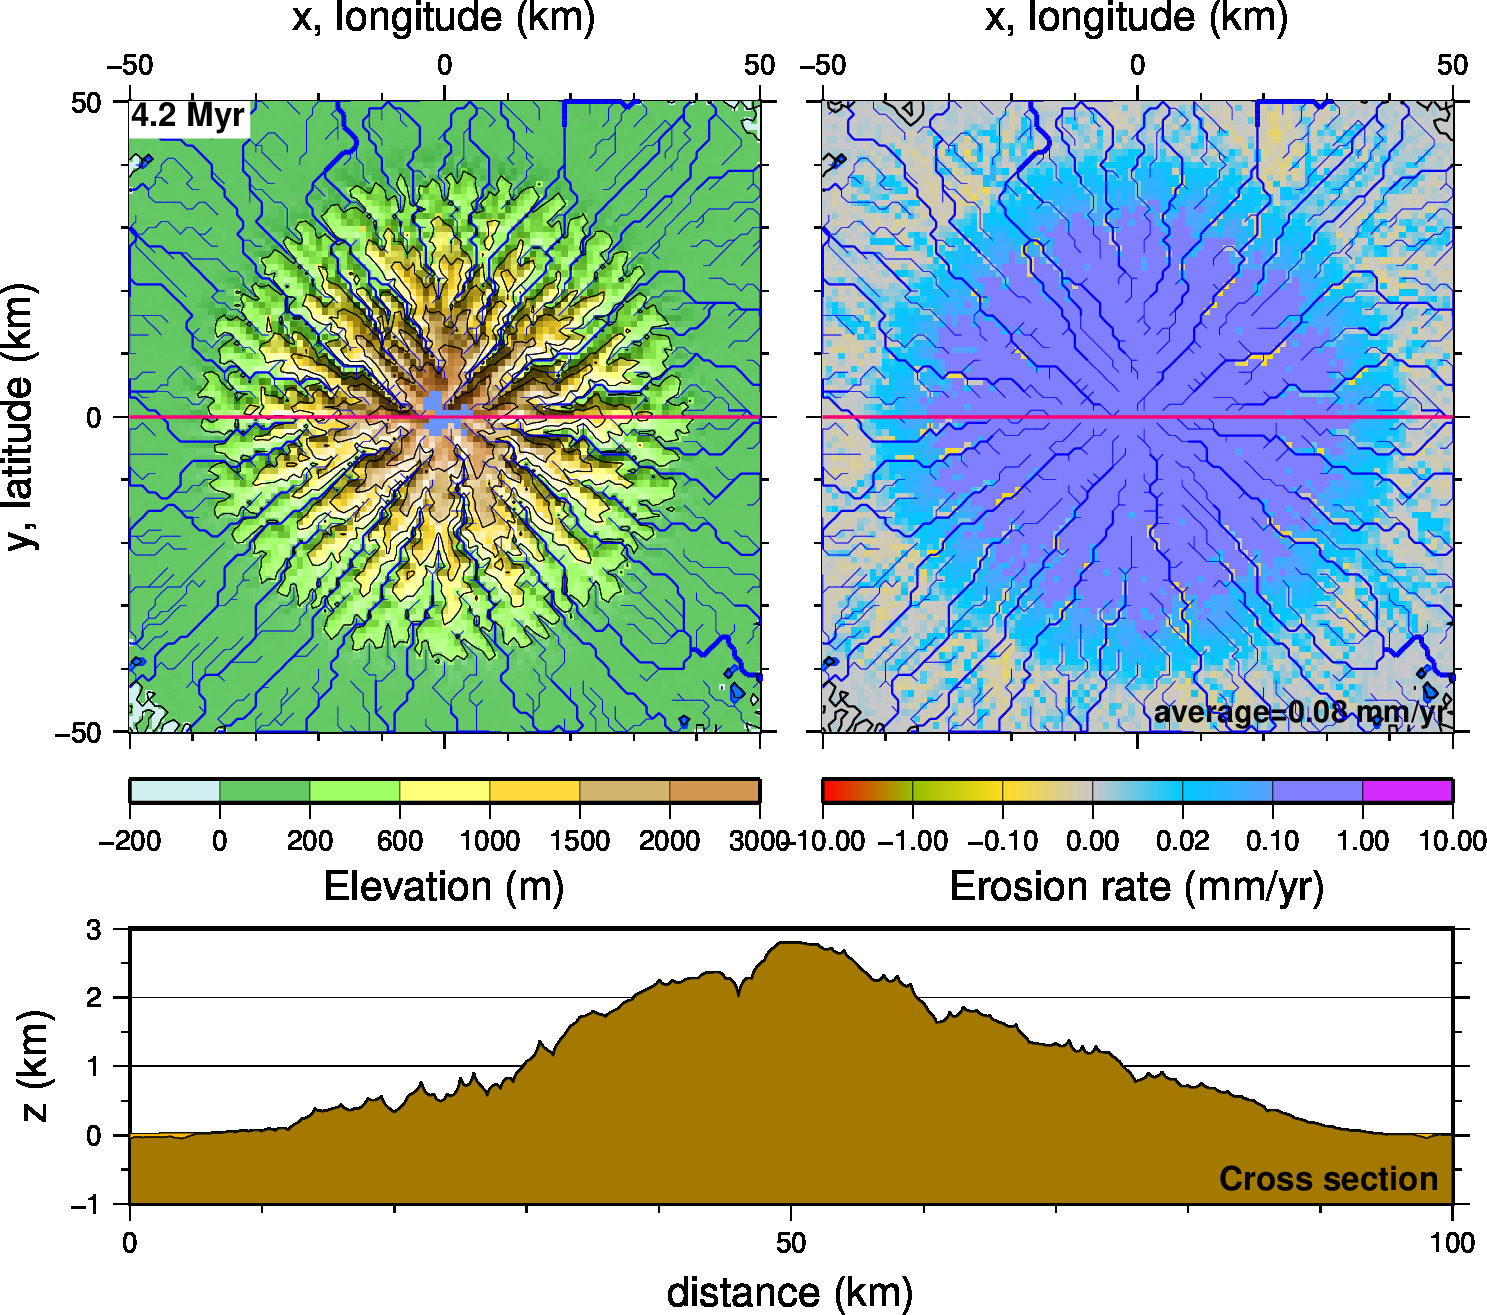 x, longitude (km)
x, longitude (km)
−50 0 50
−50 0 50
4.2 Myr
50
0
−50
y, latitude (km)
average=0.08 mm/yr
−200 0 200 600 1000 1500 2000 3000
−10.00 −1.00 −0.10 0.00 0.02 0.10 1.00 10.00
Elevation (m)
Erosion rate (mm/yr)
3
2
1
0
−1
z (km)
Cross section
0 50 100
distance (km)